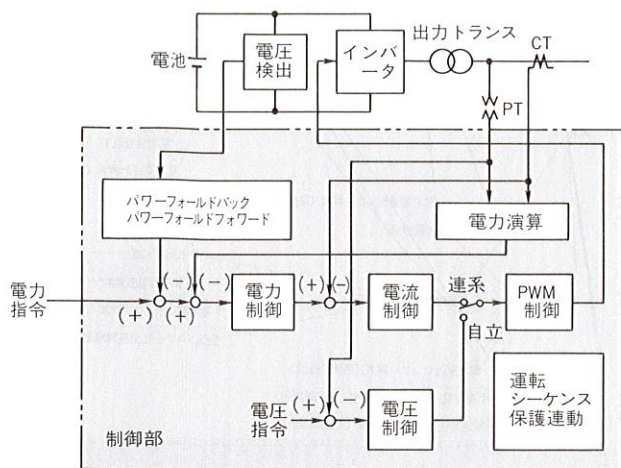 出力トランス
CT
電圧
検出
インバ
ータ
電池
PT
パワーフォールドバック
パワーフォールドフォワード
電力演算
電力
指令
(+)
(−)
(+)
(−)
電力
制御
(+)
(−)
電流
制御
連系
自立
PWM
制御
電圧
指令
(+)
(−)
電圧
制御
運転
シーケンス
保護連動
制御部